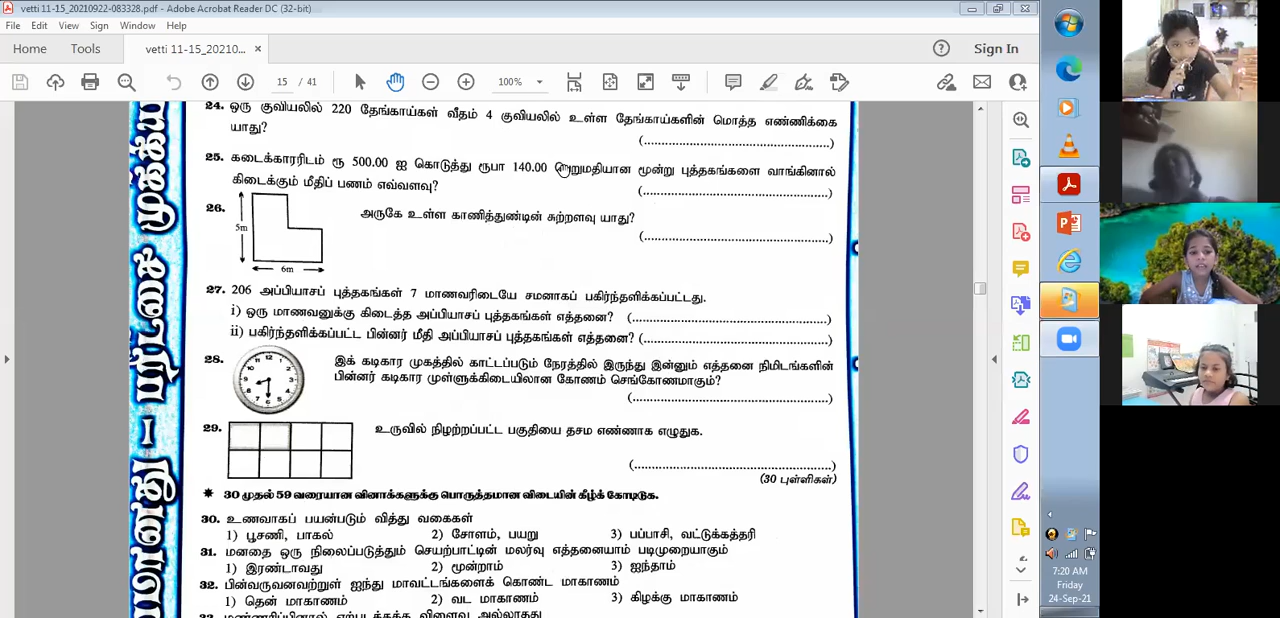 vetti 11-15_20210922-083328.pdf - Adobe Acrobat Reader DC (32-bit)
File Edit View Sign Window Help
Home Tools vetti 11-15_20210... × Sign In
15 / 41 100%
24. ஒரு குவியலில் 220 தேங்காய்கள் வீதம் 4 குவியலில் உள்ள தேங்காய்களின் மொத்த எண்ணிக்கை
யாது? (.............................................)
25. கடைக்காரரிடம் ரூ 500.00 ஐ கொடுத்து ரூபா 140.00 பெறுமதியான மூன்று புத்தகங்களை வாங்கினால்
கிடைக்கும் மீதிப் பணம் எவ்வளவு? (.............................................)
26. அருகே உள்ள காணித்துண்டின் சுற்றளவு யாது?
5m (.............................................)
6m
27. 206 அப்பியாசப் புத்தகங்கள் 7 மாணவரிடையே சமனாகப் பகிர்ந்தளிக்கப்பட்டது.
i) ஒரு மாணவனுக்கு கிடைத்த அப்பியாசப் புத்தகங்கள் எத்தனை? (.............................................)
ii) பகிர்ந்தளிக்கப்பட்ட பின்னர் மீதி அப்பியாசப் புத்தகங்கள் எத்தனை? (.............................................)
28. இக் கடிகார முகத்தில் காட்டப்படும் நேரத்தில் இருந்து இன்னும் எத்தனை நிமிடங்களின்
பின்னர் கடிகார முள்ளுக்கிடையிலான கோணம் செங்கோணமாகும்?
(.............................................)
29. உருவில் நிழற்றப்பட்ட பகுதியை தசம எண்ணாக எழுதுக.
(.............................................)
(30 புள்ளிகள்)
* 30 முதல் 59 வரையான வினாக்களுக்கு பொருத்தமான விடையின் கீழ்க் கோடிடுக.
30. உணவாகப் பயன்படும் வித்து வகைகள்
1) பூசணி, பாகல் 2) சோளம், பயறு 3) பப்பாசி, வட்டுக்கத்தரி
31. மனதை ஒரு நிலைப்படுத்தும் செயற்பாட்டின் மலர்வு எத்தனையாம் படிமுறையாகும்
1) இரண்டாவது 2) மூன்றாம் 3) ஐந்தாம்
32. பின்வருவனவற்றுள் ஐந்து மாவட்டங்களைக் கொண்ட மாகாணம்
1) தென் மாகாணம் 2) வட மாகாணம் 3) கிழக்கு மாகாணம்
7:20 AM
Friday
24-Sep-21